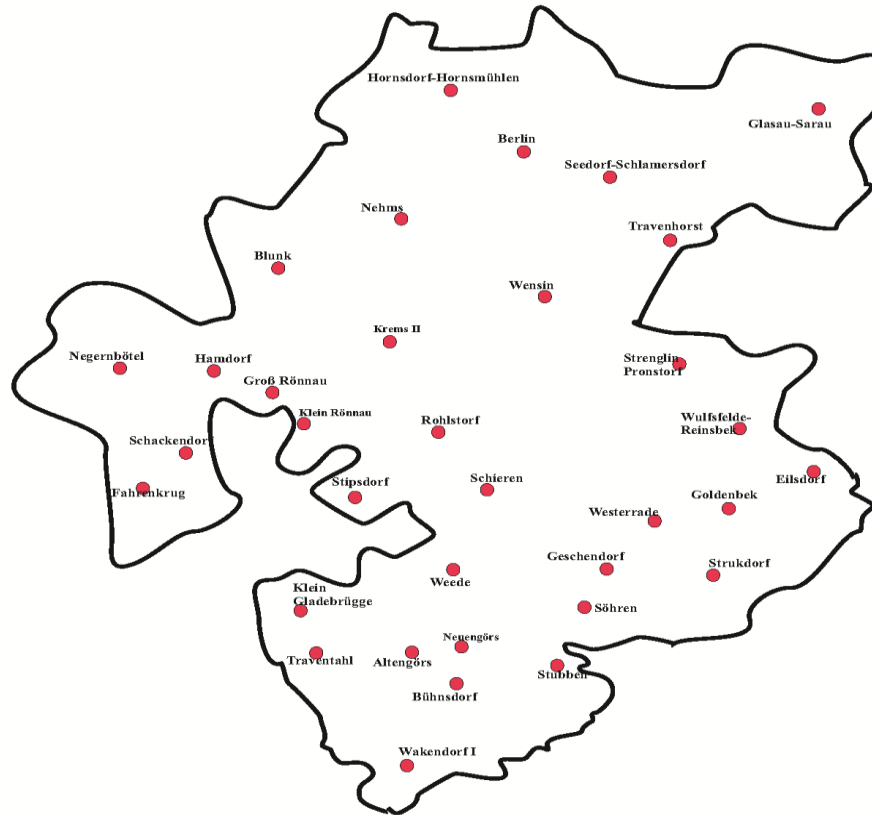 Hornsdorf-Hornsmühlen
Glasau-Sarau
Berlin
Seedorf-Schlamersdorf
Nehms
Travenhorst
Blunk
Wensin
Krems II
Negernbötel
Hamdorf
Strenglin
Pronstorf
Groß Rönnau
Klein Rönnau
Rohlstorf
Wulfsfelde-
Reinsbek
Schackendorf
Stipsdorf
Schieren
Eilsdorf
Fahrenkrug
Goldenbek
Westerrade
Geschendorf
Strukdorf
Weede
Klein
Gladebrügge
Söhren
Neuengörs
Traventahl
Altengörs
Stubben
Bühnsdorf
Wakendorf I